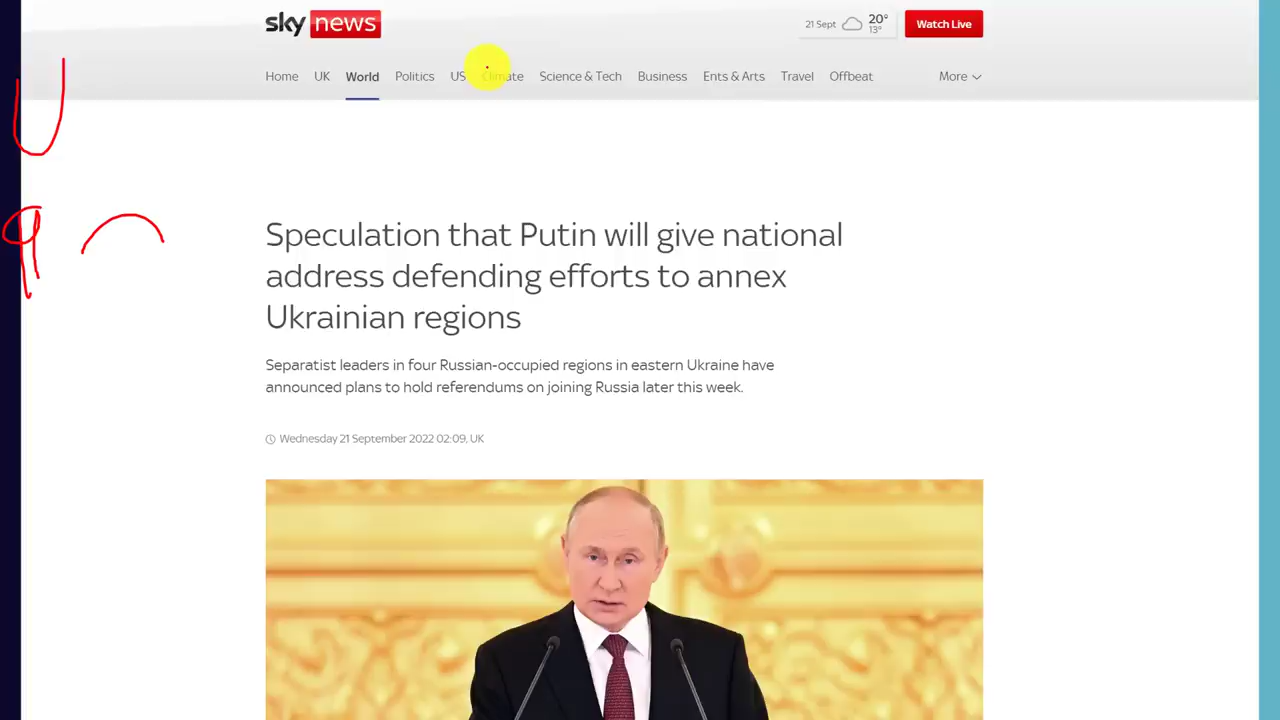 sky news
21 Sept 20° 13°
Watch Live
Home UK World Politics US Climate Science & Tech Business Ents & Arts Travel Offbeat More
U
Speculation that Putin will give national
address defending efforts to annex
Ukrainian regions
Separatist leaders in four Russian-occupied regions in eastern Ukraine have
announced plans to hold referendums on joining Russia later this week.
Wednesday 21 September 2022 02:09, UK